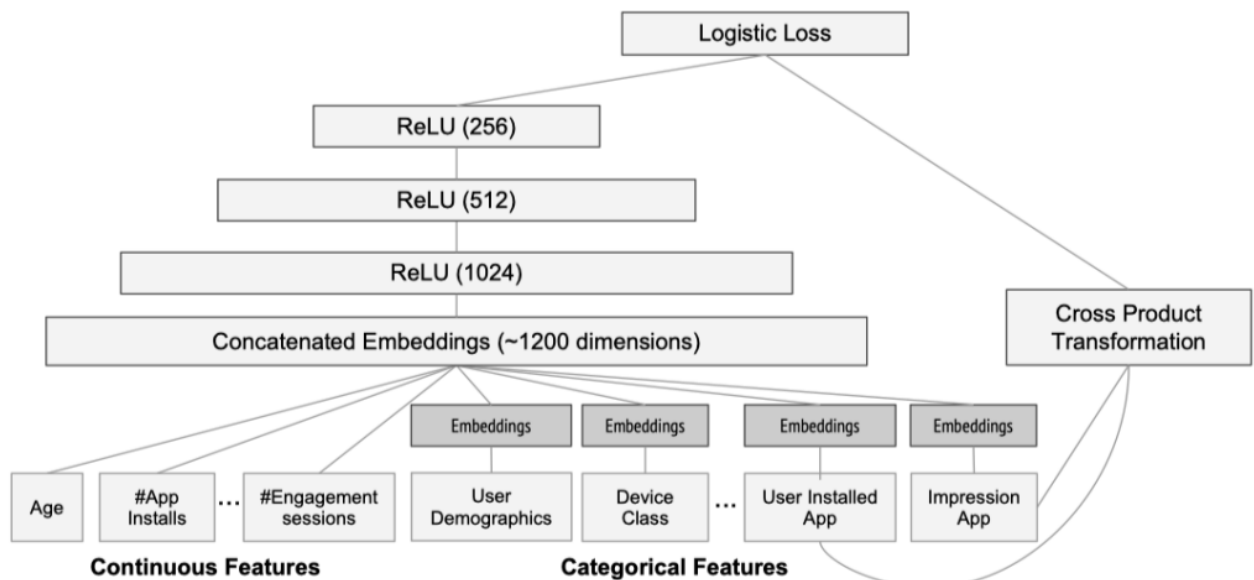 Logistic Loss
ReLU (256)
ReLU (512)
ReLU (1024)
Concatenated Embeddings (~1200 dimensions)
Cross Product
Transformation
Embeddings
Embeddings
Embeddings
Embeddings
Age
#App
Installs
...
#Engagement
sessions
User
Demographics
Device
Class
...
User Installed
App
Impression
App
Continuous Features
Categorical Features